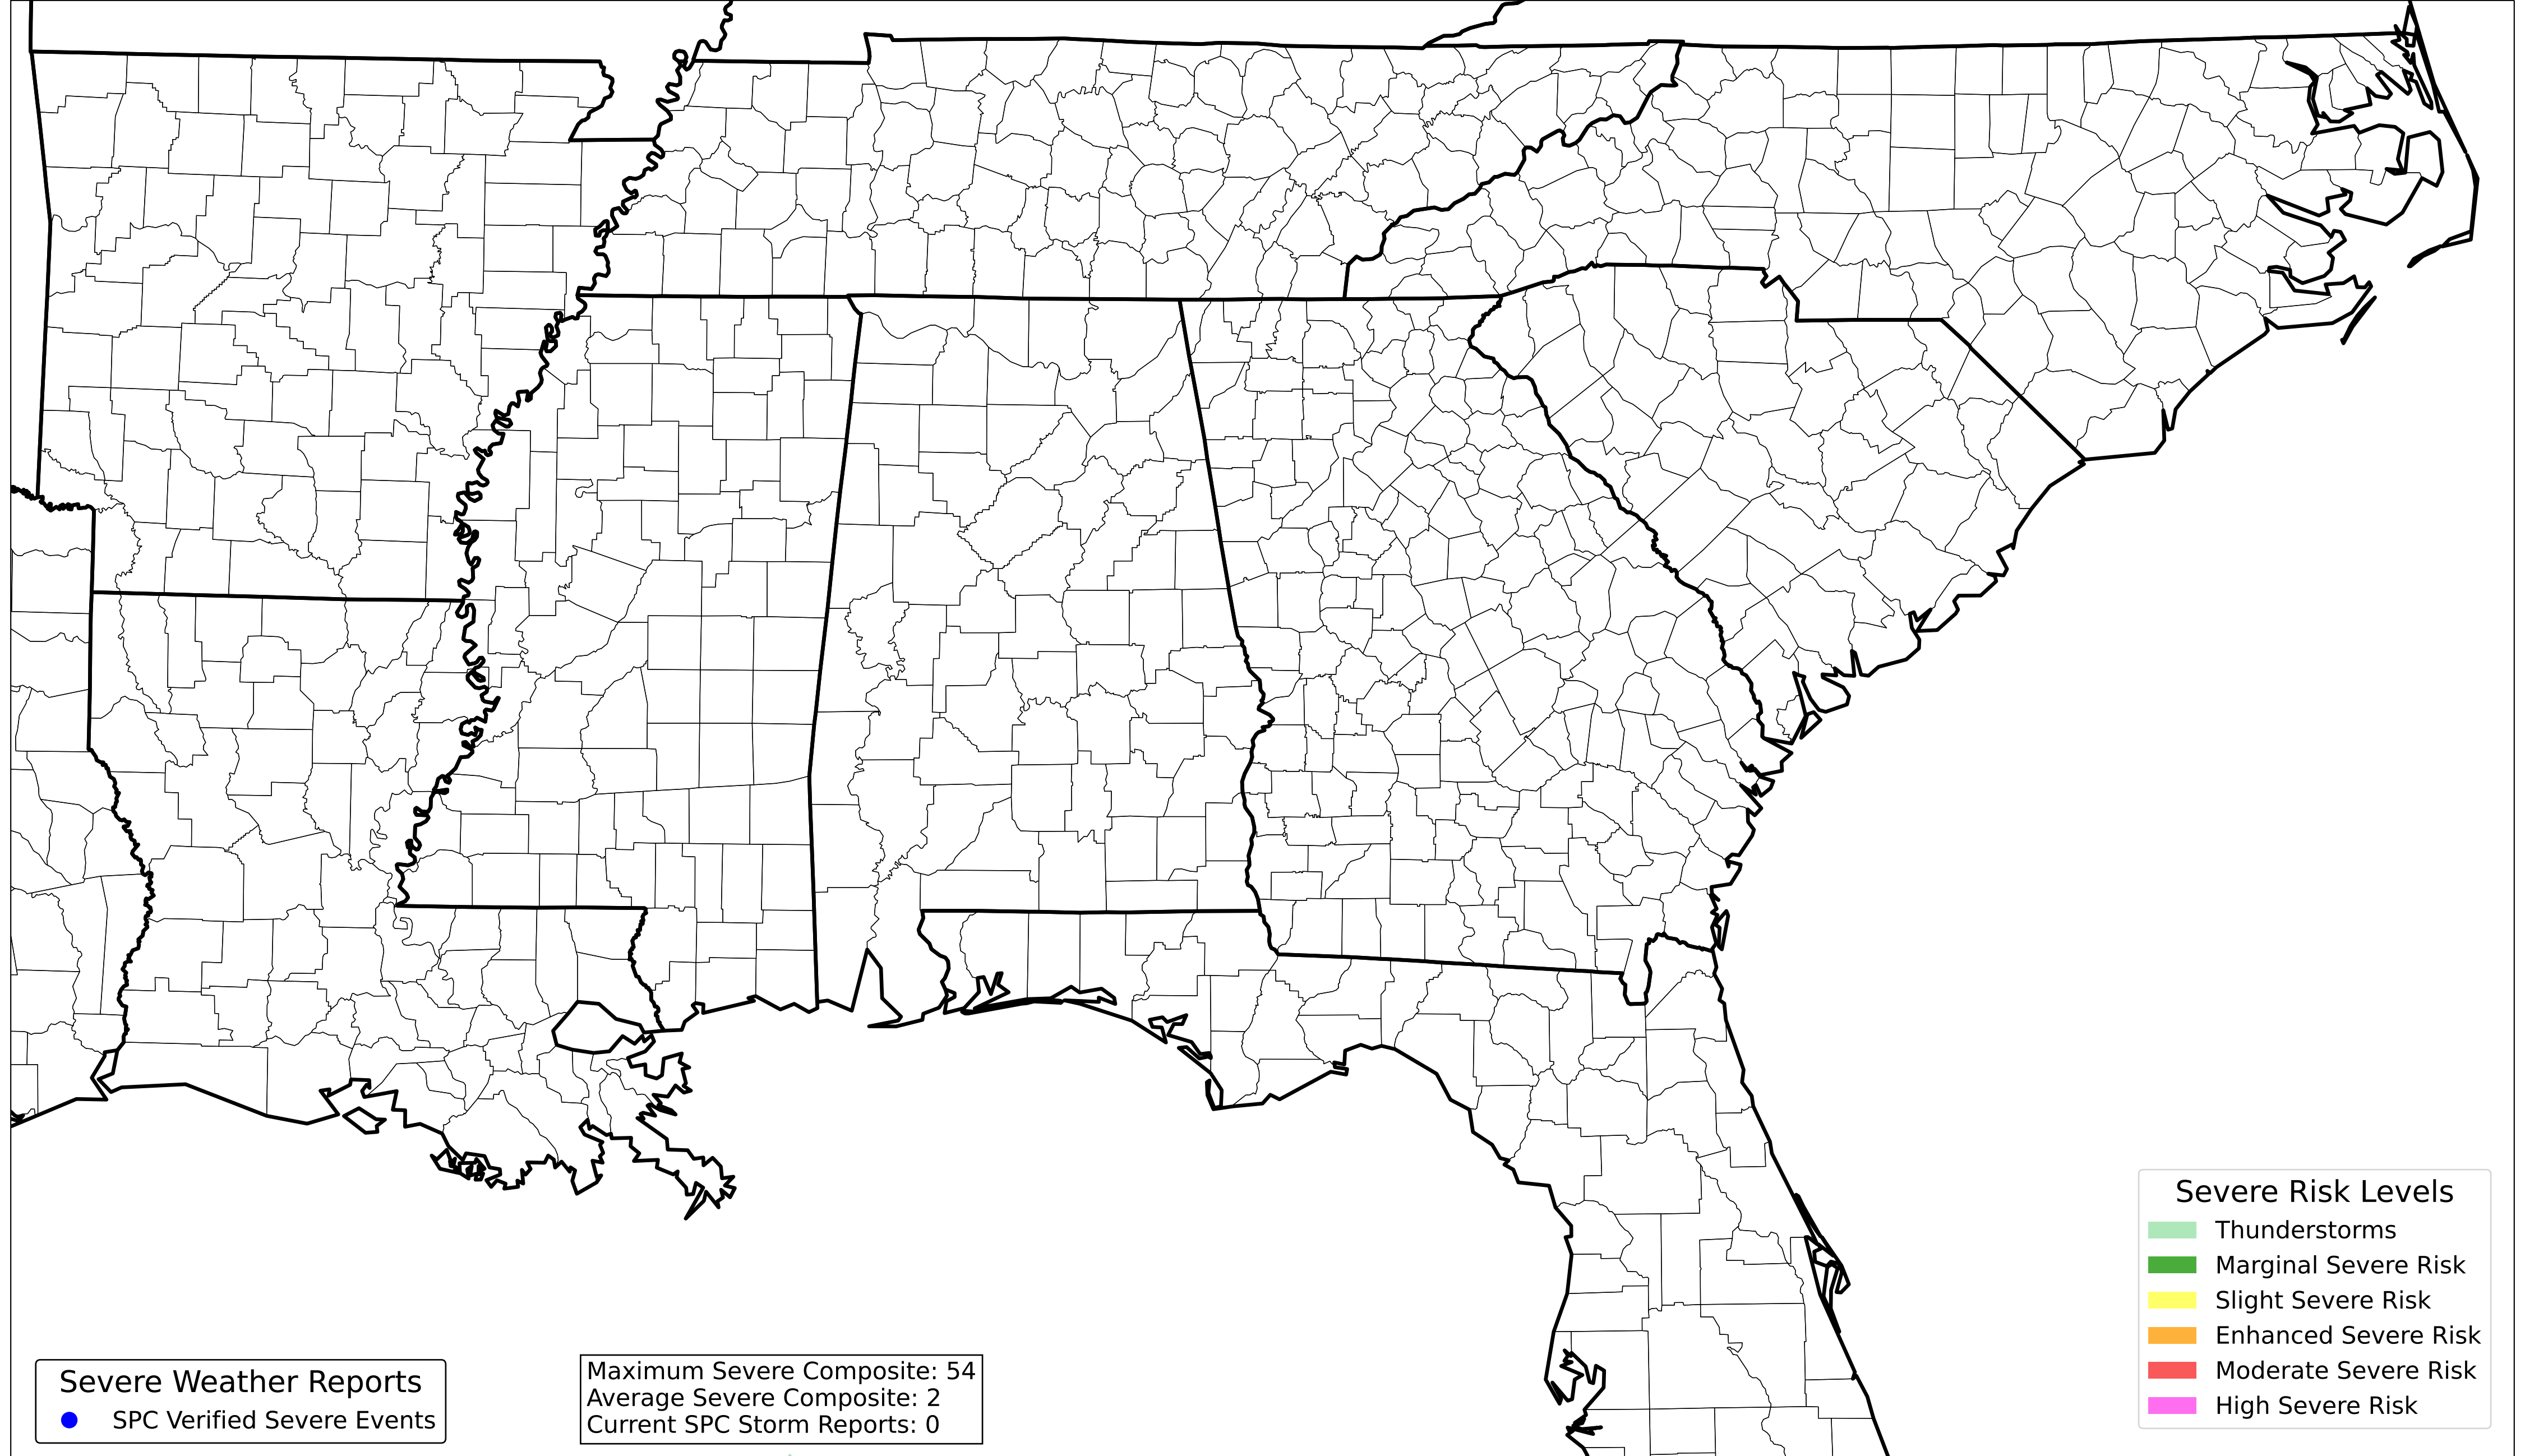 Severe Weather Reports
SPC Verified Severe Events
Maximum Severe Composite: 54
Average Severe Composite: 2
Current SPC Storm Reports: 0
Severe Risk Levels
Thunderstorms
Marginal Severe Risk
Slight Severe Risk
Enhanced Severe Risk
Moderate Severe Risk
High Severe Risk